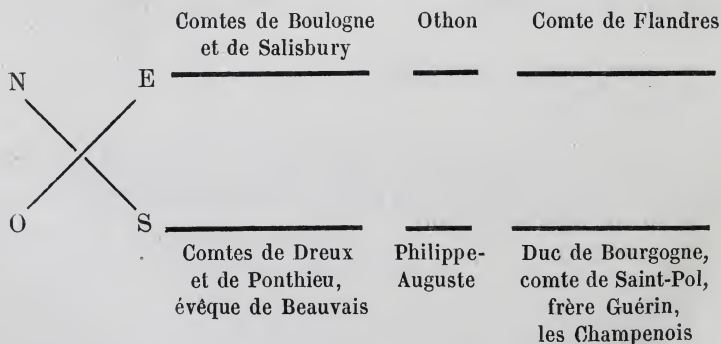 Comtes de Boulogne
et de Salisbury
Othon
Comte de Flandres
N
E
O
S
Comtes de Dreux
et de Ponthieu,
évêque de Beauvais
Philippe-
Auguste
Duc de Bourgogne,
comte de Saint-Pol,
frère Guérin,
les Champenois